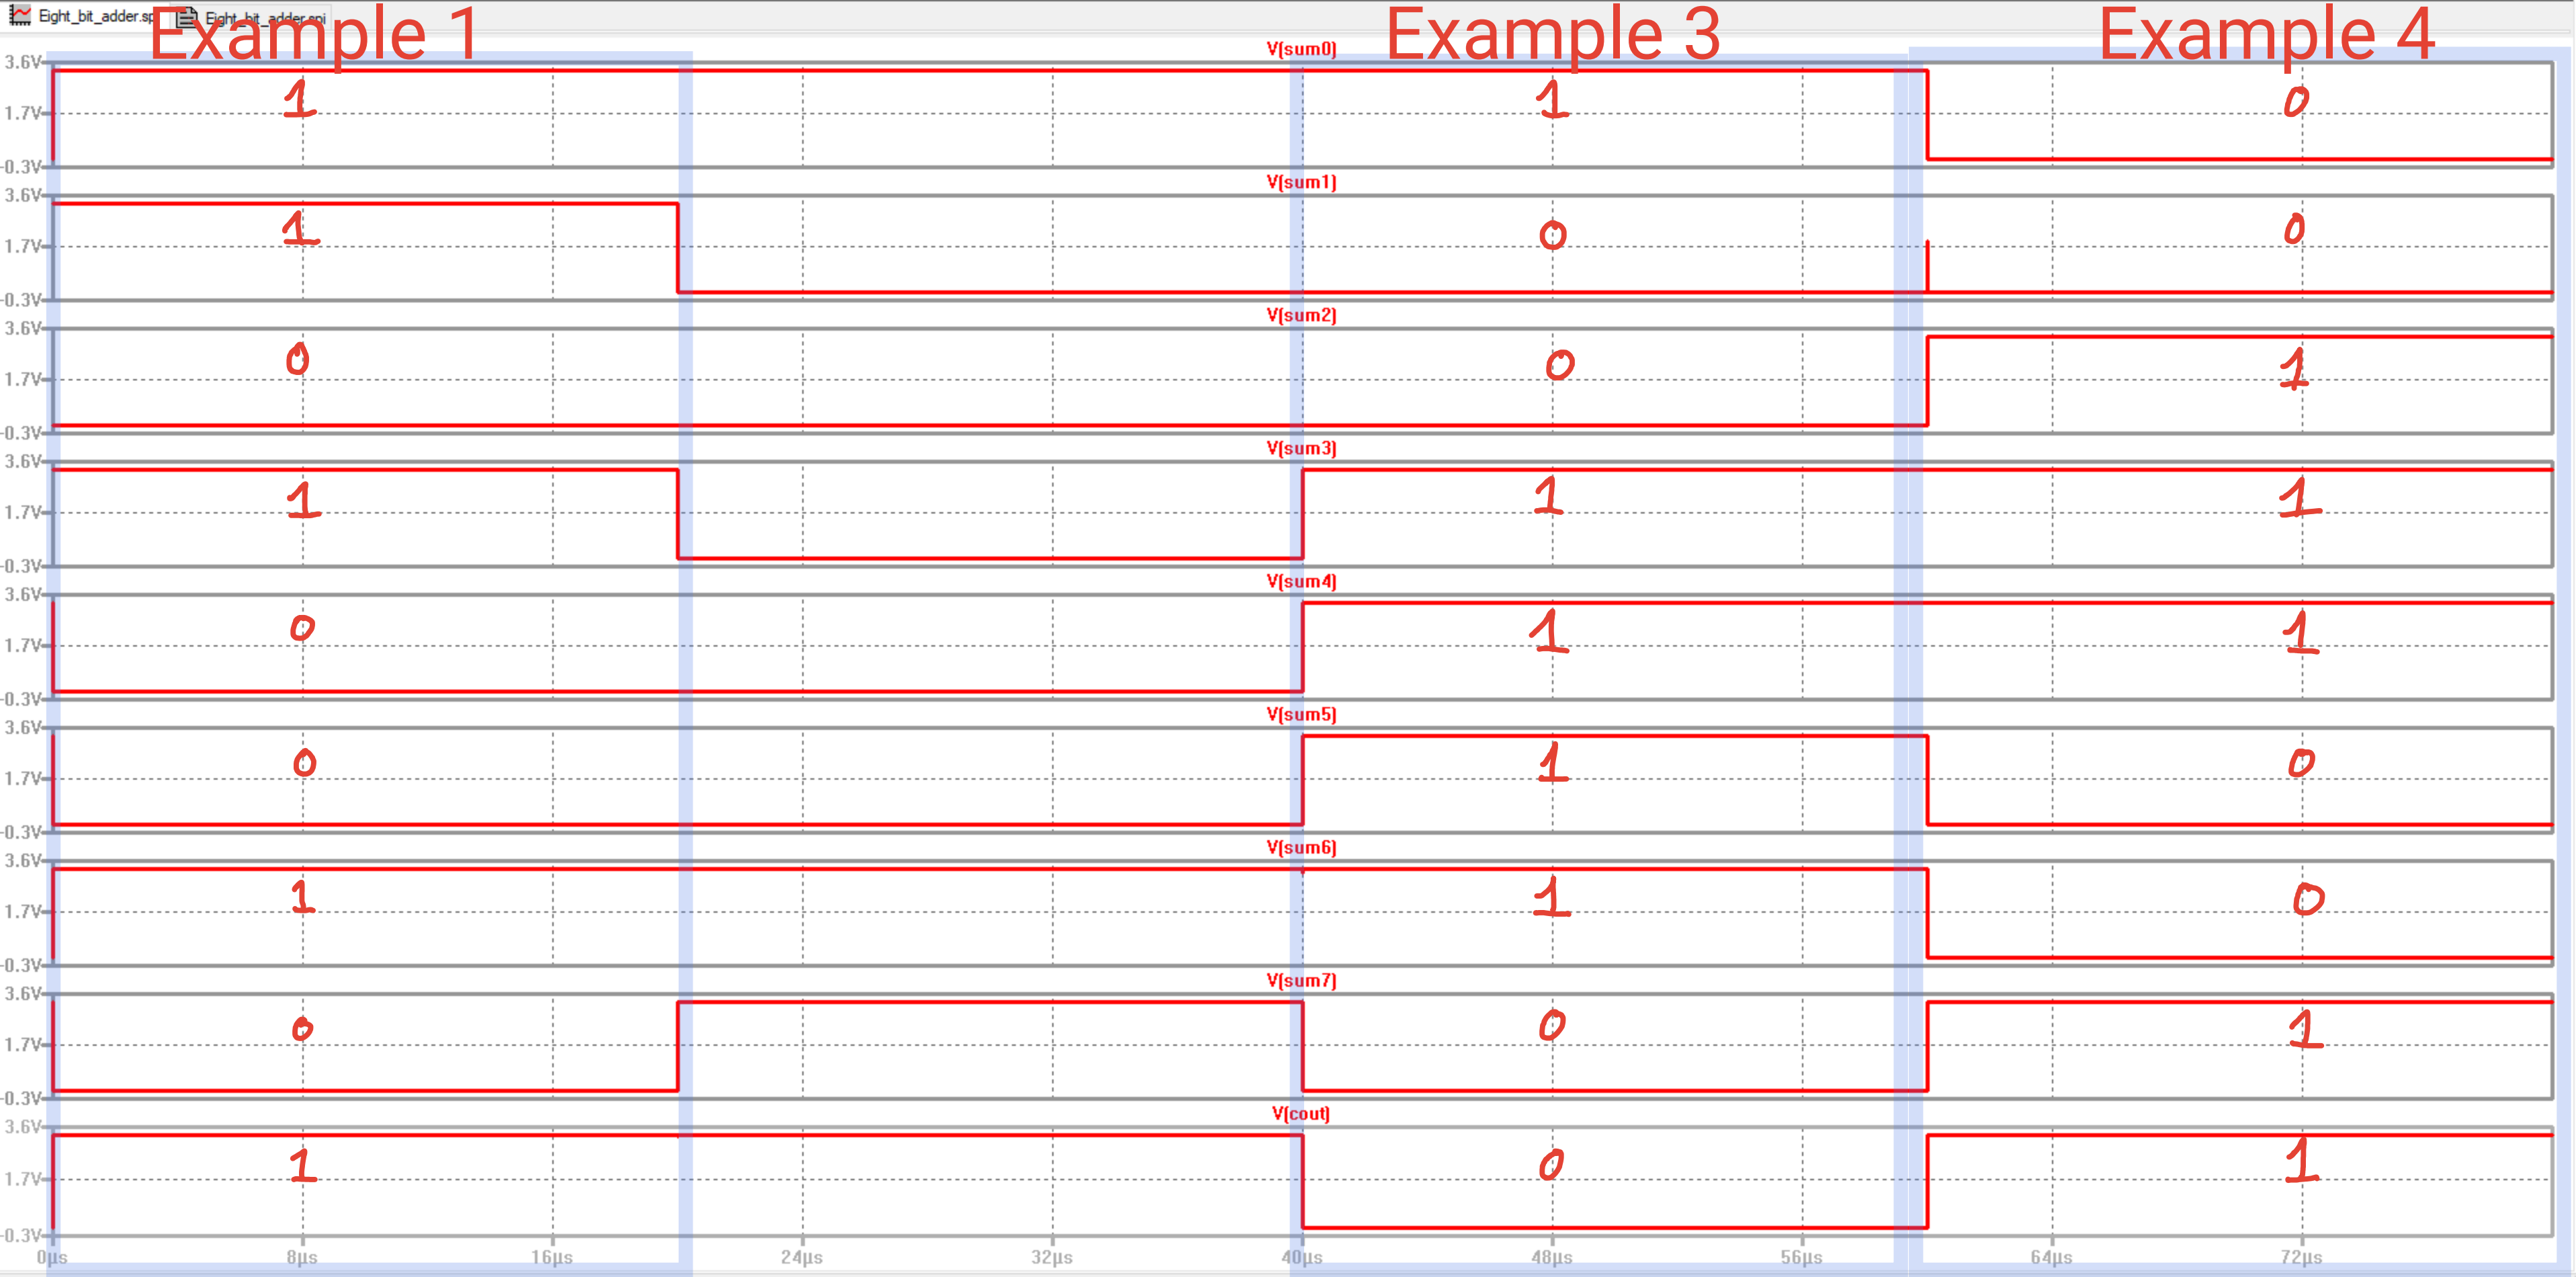 Eight_bit_adder.sp Eight_bit_adder.spi
Example 1 Example 3 Example 4
V(sum0)
3.6V
1 1 0
1.7V
-0.3V
V(sum1)
3.6V
1 0 0
1.7V
-0.3V
V(sum2)
3.6V
0 0 1
1.7V
-0.3V
V(sum3)
3.6V
1 1 1
1.7V
-0.3V
V(sum4)
3.6V
0 1 1
1.7V
-0.3V
V(sum5)
3.6V
0 1 0
1.7V
-0.3V
V(sum6)
3.6V
1 1 0
1.7V
-0.3V
V(sum7)
3.6V
0 0 1
1.7V
-0.3V
V(cout)
3.6V
1 0 1
1.7V
-0.3V
0µs 8µs 16µs 24µs 32µs 40µs 48µs 56µs 64µs 72µs